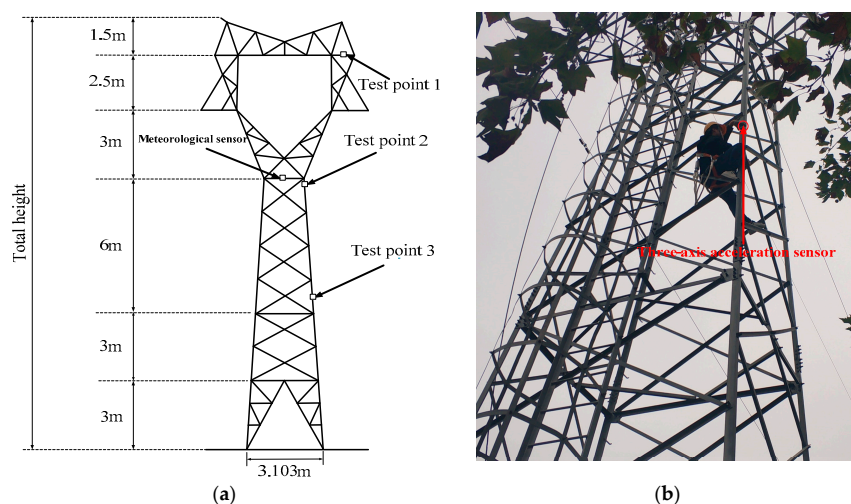 1.5m
Test point 1
2.5m
3m
Meteorological sensor
Test point 2
Total height
6m
Test point 3
3m
3m
3.103m
Three-axis acceleration sensor
(a)
(b)